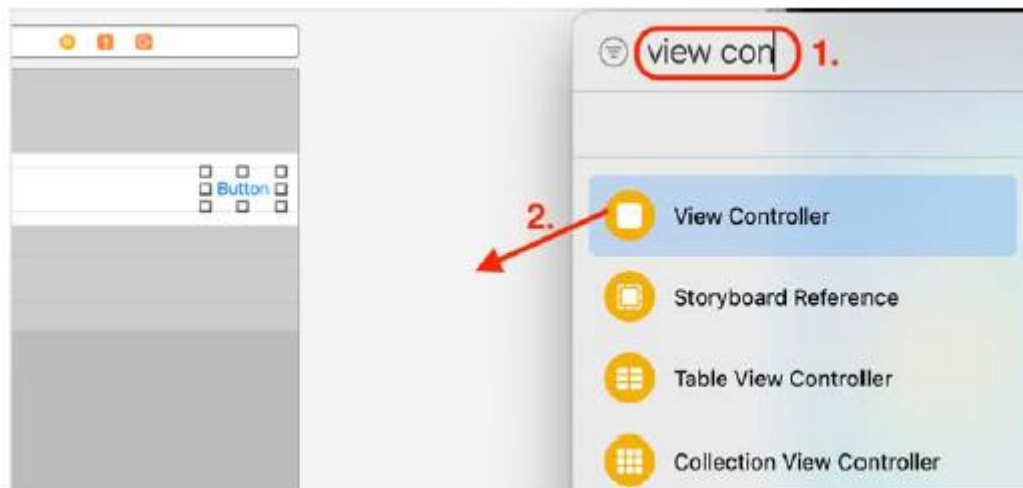 view con
1.
Button
2.
View Controller
Storyboard Reference
Table View Controller
Collection View Controller